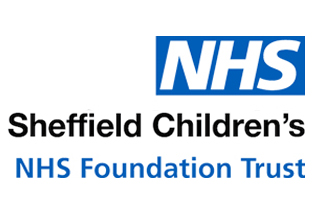 NHS
Sheffield Children's
NHS Foundation Trust